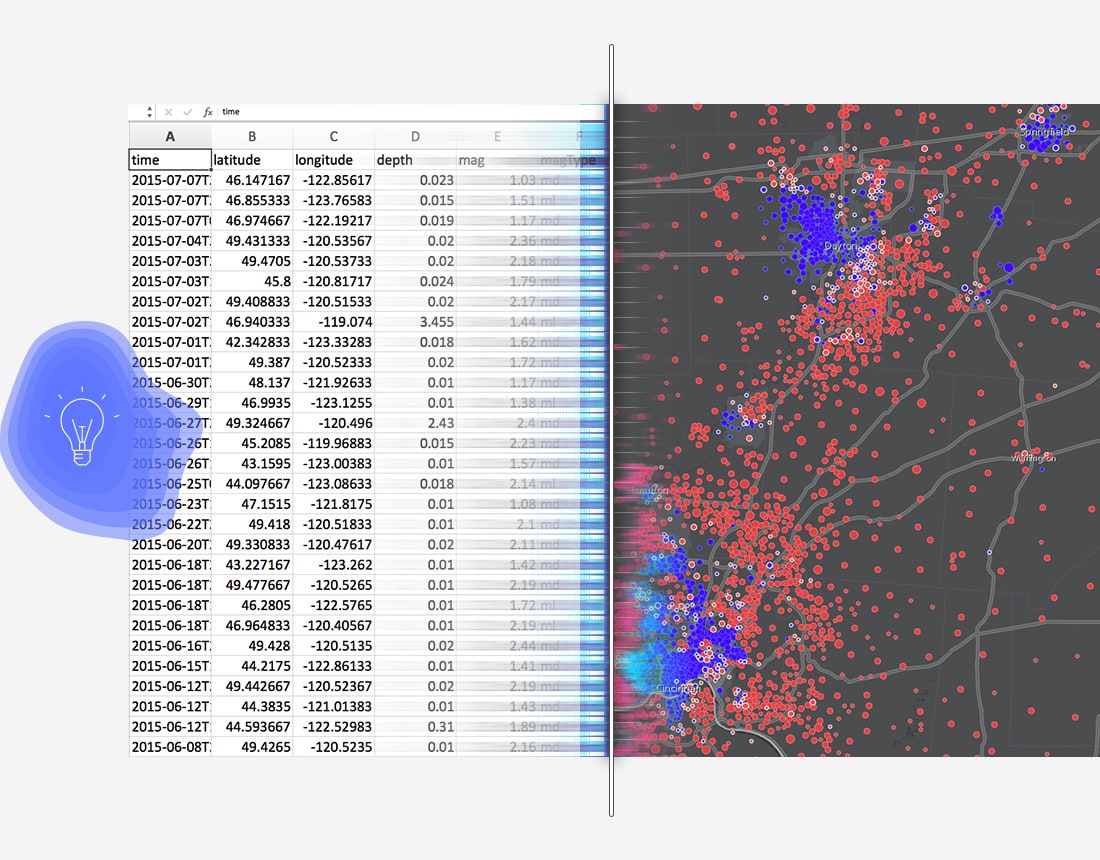 fx time
A B C D E F
time latitude longitude depth mag magType
2015-07-07T: 46.147167 -122.85617 0.023 1.03 md
2015-07-07T: 46.855333 -123.76583 0.015 1.51 ml
2015-07-07T 46.974667 -122.19217 0.019 1.17 md
2015-07-04T: 49.431333 -120.53567 0.02 2.36 md
2015-07-03T: 49.4705 -120.53733 0.02 2.18 md
2015-07-03T: 45.8 -120.81717 0.024 1.79 md
2015-07-02T: 49.408833 -120.51533 0.02 2.17 md
2015-07-02T: 46.940333 -119.074 3.455 1.44 ml
2015-07-01T: 42.342833 -123.33283 0.018 1.62 md
2015-07-01T: 49.387 -120.52333 0.02 1.72 md
2015-06-30T: 48.137 -121.92633 0.01 1.17 md
2015-06-29T: 46.9935 -123.1255 0.01 1.38 md
2015-06-27T: 49.324667 -120.496 2.43 2.4 md
2015-06-26T: 45.2085 -119.96883 0.015 2.23 md
2015-06-26T: 43.1595 -123.00383 0.01 1.57 md
2015-06-25T 44.097667 -123.08633 0.018 2.14 ml
2015-06-23T: 47.1515 -121.8175 0.01 1.08 md
2015-06-22T: 49.418 -120.51833 0.01 2.1 md
2015-06-20T: 49.330833 -120.47617 0.02 2.11 md
2015-06-18T: 43.227167 -123.262 0.01 1.42 md
2015-06-18T: 49.477667 -120.5265 0.01 2.19 md
2015-06-18T: 46.2805 -122.5765 0.01 1.72 ml
2015-06-18T: 46.964833 -120.40567 0.01 2.19 ml
2015-06-16T: 49.428 -120.5135 0.02 2.44 md
2015-06-15T: 44.2175 -122.86133 0.01 1.41 md
2015-06-12T: 49.442667 -120.52367 0.02 2.19 md
2015-06-12T: 44.3835 -121.01383 0.01 1.43 md
2015-06-12T: 44.593667 -122.52983 0.31 1.89 md
2015-06-08T: 49.4265 -120.5235 0.01 2.16 md
Springfield
Dayton
Wilmington
Hamilton
Cincinnati